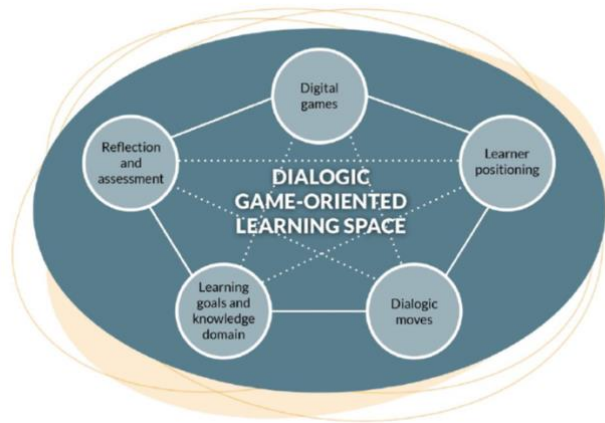 Digital
games
Reflection
and
assessment
Learner
positioning
DIALOGIC
GAME-ORIENTED
LEARNING SPACE
Learning
goals and
knowledge
domain
Dialogic
moves